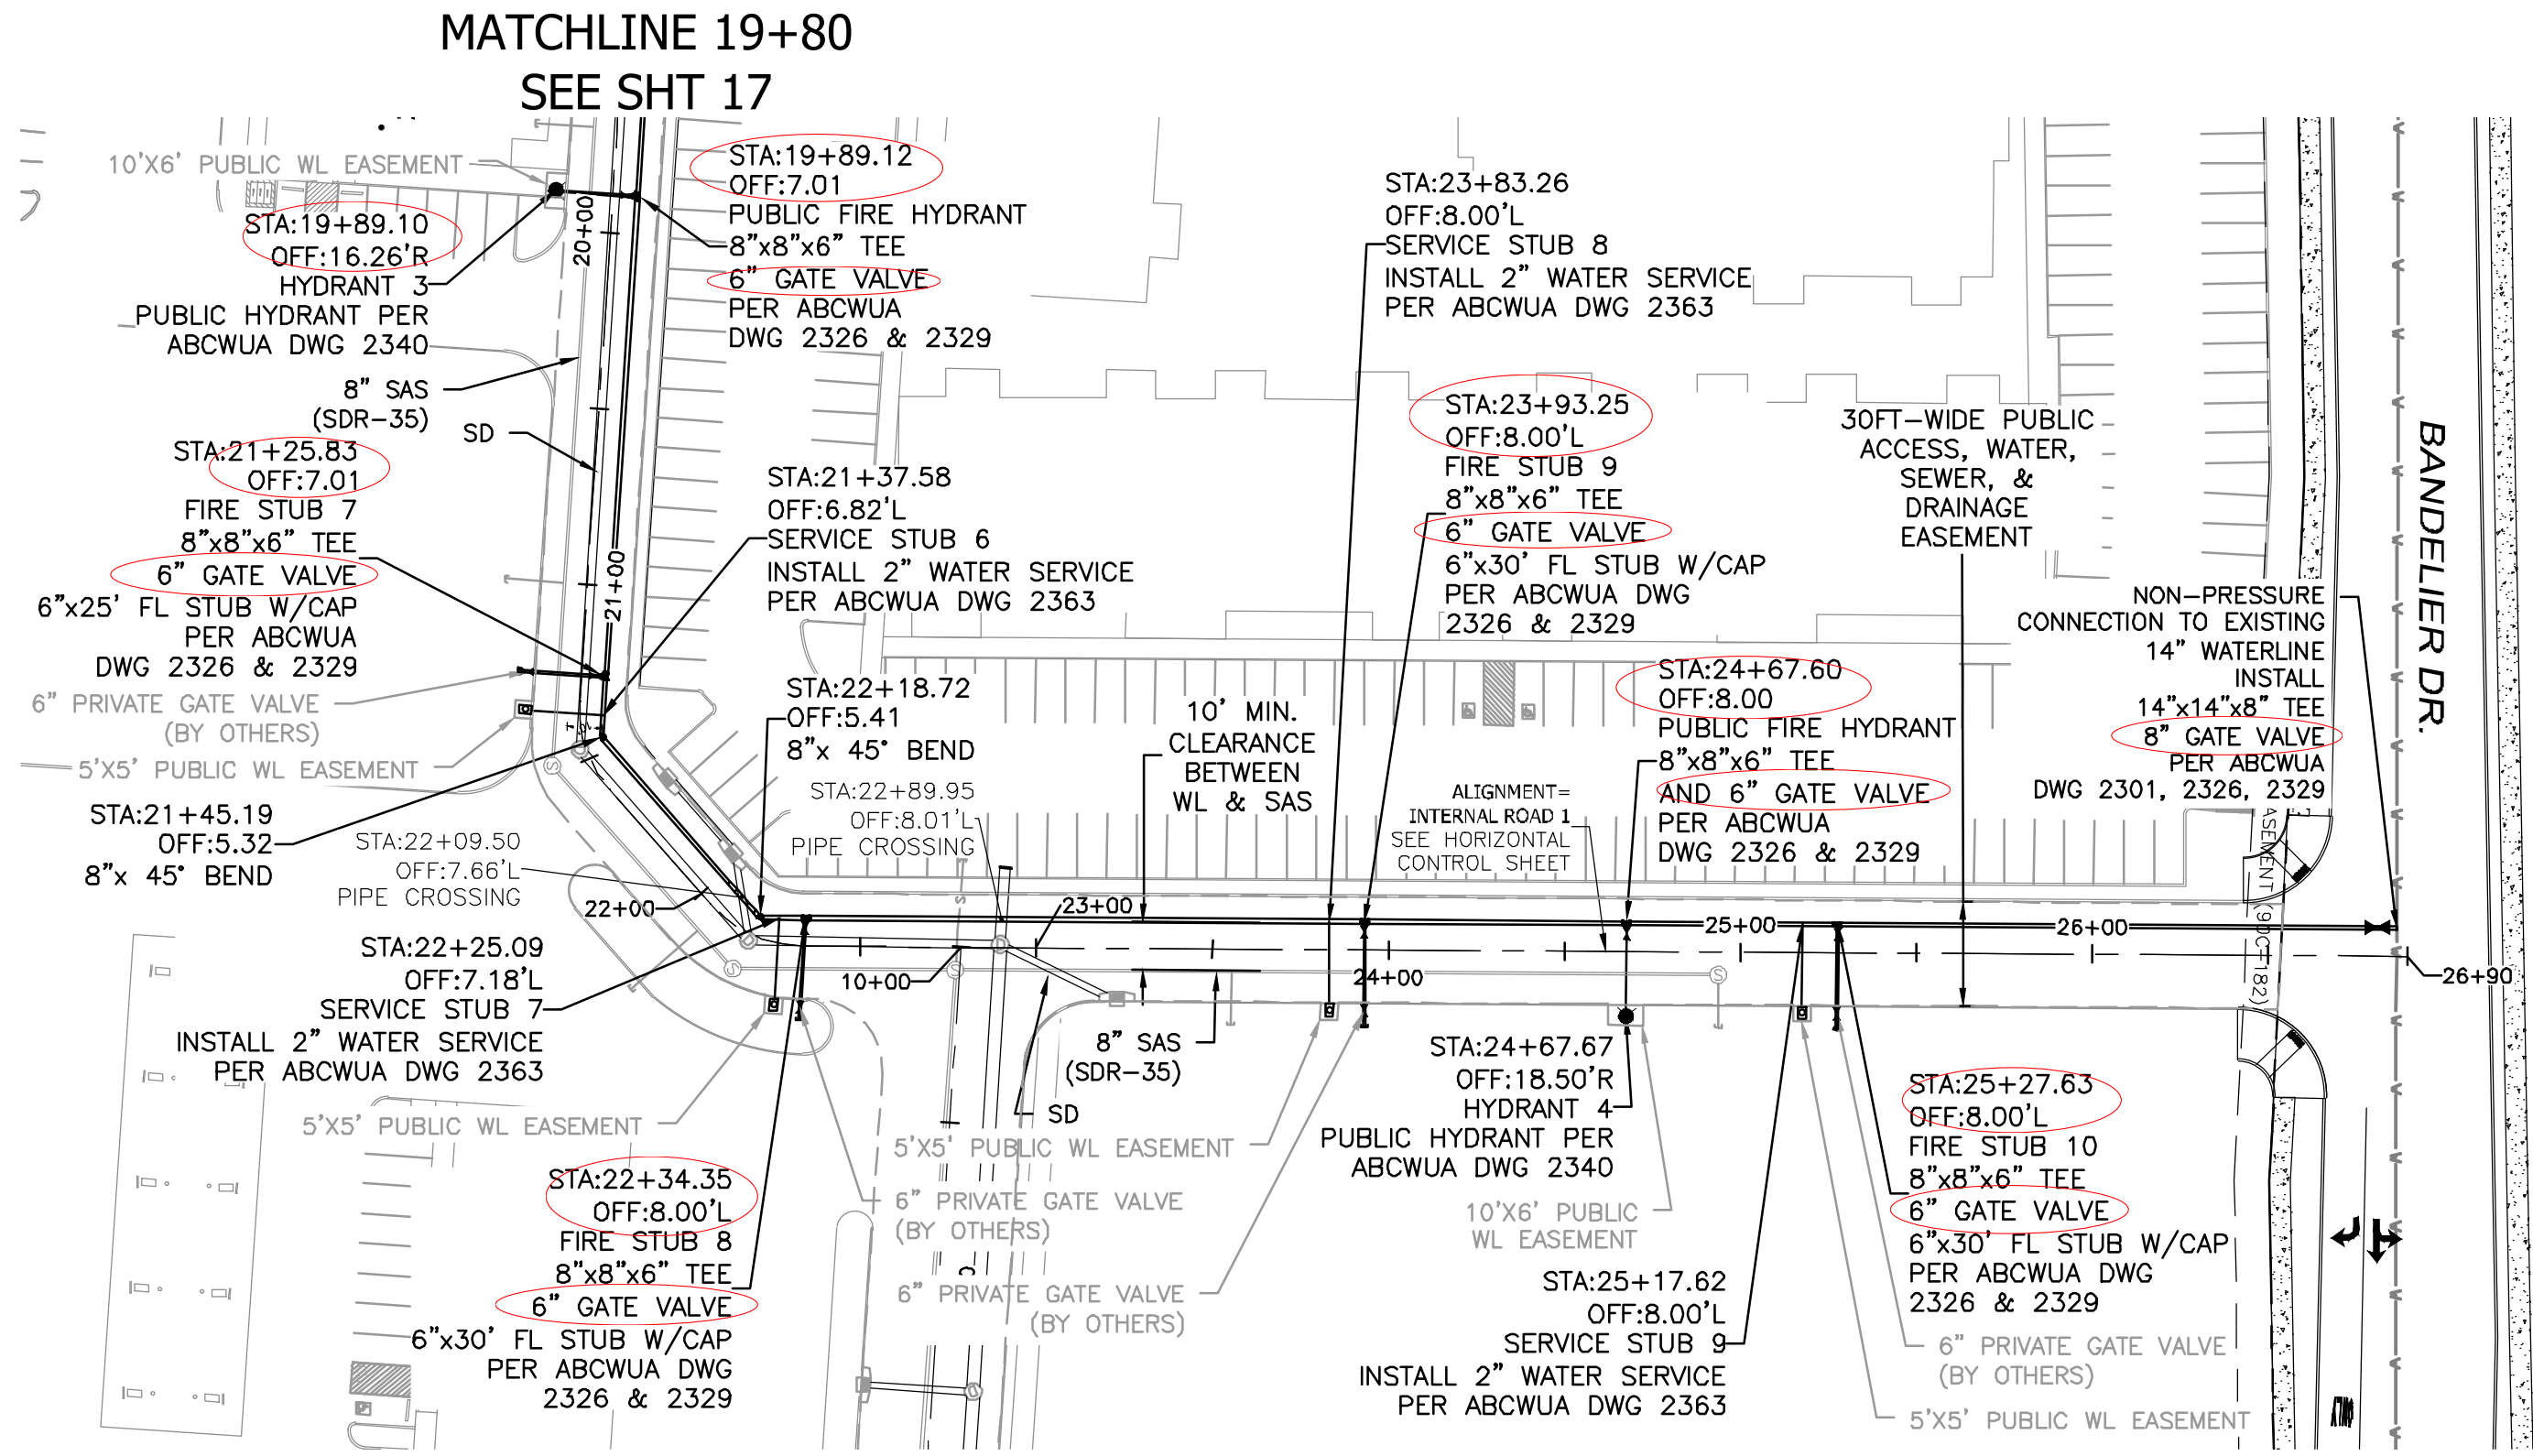 MATCHLINE 19+80
SEE SHT 17
10'X6' PUBLIC WL EASEMENT
STA:19+89.10
OFF:16.26'R
HYDRANT 3
PUBLIC HYDRANT PER
ABCWUA DWG 2340
8" SAS
(SDR-35)
SD
20+00
STA:19+89.12
OFF:7.01
PUBLIC FIRE HYDRANT
8"x8"x6" TEE
6" GATE VALVE
PER ABCWUA
DWG 2326 & 2329
STA:21+25.83
OFF:7.01
FIRE STUB 7
8"x8"x6" TEE
6" GATE VALVE
6"x25' FL STUB W/CAP
PER ABCWUA
DWG 2326 & 2329
6" PRIVATE GATE VALVE
(BY OTHERS)
5'X5' PUBLIC WL EASEMENT
21+00
STA:21+37.58
OFF:6.82'L
SERVICE STUB 6
INSTALL 2" WATER SERVICE
PER ABCWUA DWG 2363
STA:21+45.19
OFF:5.32
8"x 45° BEND
STA:22+09.50
OFF:7.66'L
PIPE CROSSING
22+00
STA:22+18.72
OFF:5.41
8"x 45° BEND
STA:22+89.95
OFF:8.01'L
PIPE CROSSING
STA:22+25.09
OFF:7.18'L
SERVICE STUB 7
INSTALL 2" WATER SERVICE
PER ABCWUA DWG 2363
5'X5' PUBLIC WL EASEMENT
STA:22+34.35
OFF:8.00'L
FIRE STUB 8
8"x8"x6" TEE
6" GATE VALVE
6"x30' FL STUB W/CAP
PER ABCWUA DWG
2326 & 2329
6" PRIVATE GATE VALVE
(BY OTHERS)
10+00
23+00
10' MIN.
CLEARANCE
BETWEEN
WL & SAS
8" SAS
(SDR-35)
SD
STA:23+83.26
OFF:8.00'L
SERVICE STUB 8
INSTALL 2" WATER SERVICE
PER ABCWUA DWG 2363
5'X5' PUBLIC WL EASEMENT
STA:23+93.25
OFF:8.00'L
FIRE STUB 9
8"x8"x6" TEE
6" GATE VALVE
6"x30' FL STUB W/CAP
PER ABCWUA DWG
2326 & 2329
6" PRIVATE GATE VALVE
(BY OTHERS)
24+00
ALIGNMENT=
INTERNAL ROAD 1
SEE HORIZONTAL
CONTROL SHEET
STA:24+67.60
OFF:8.00
PUBLIC FIRE HYDRANT
8"x8"x6" TEE
AND 6" GATE VALVE
PER ABCWUA
DWG 2326 & 2329
STA:24+67.67
OFF:18.50'R
HYDRANT 4
PUBLIC HYDRANT PER
ABCWUA DWG 2340
10'X6' PUBLIC
WL EASEMENT
25+00
STA:25+17.62
OFF:8.00'L
SERVICE STUB 9
INSTALL 2" WATER SERVICE
PER ABCWUA DWG 2363
STA:25+27.63
OFF:8.00'L
FIRE STUB 10
8"x8"x6" TEE
6" GATE VALVE
6"x30' FL STUB W/CAP
PER ABCWUA DWG
2326 & 2329
6" PRIVATE GATE VALVE
(BY OTHERS)
5'X5' PUBLIC WL EASEMENT
30FT-WIDE PUBLIC
ACCESS, WATER,
SEWER, &
DRAINAGE
EASEMENT
26+00
NON-PRESSURE
CONNECTION TO EXISTING
14" WATERLINE
INSTALL
14"x14"x8" TEE
8" GATE VALVE
PER ABCWUA
DWG 2301, 2326, 2329
26+90
BANDELIER DR.